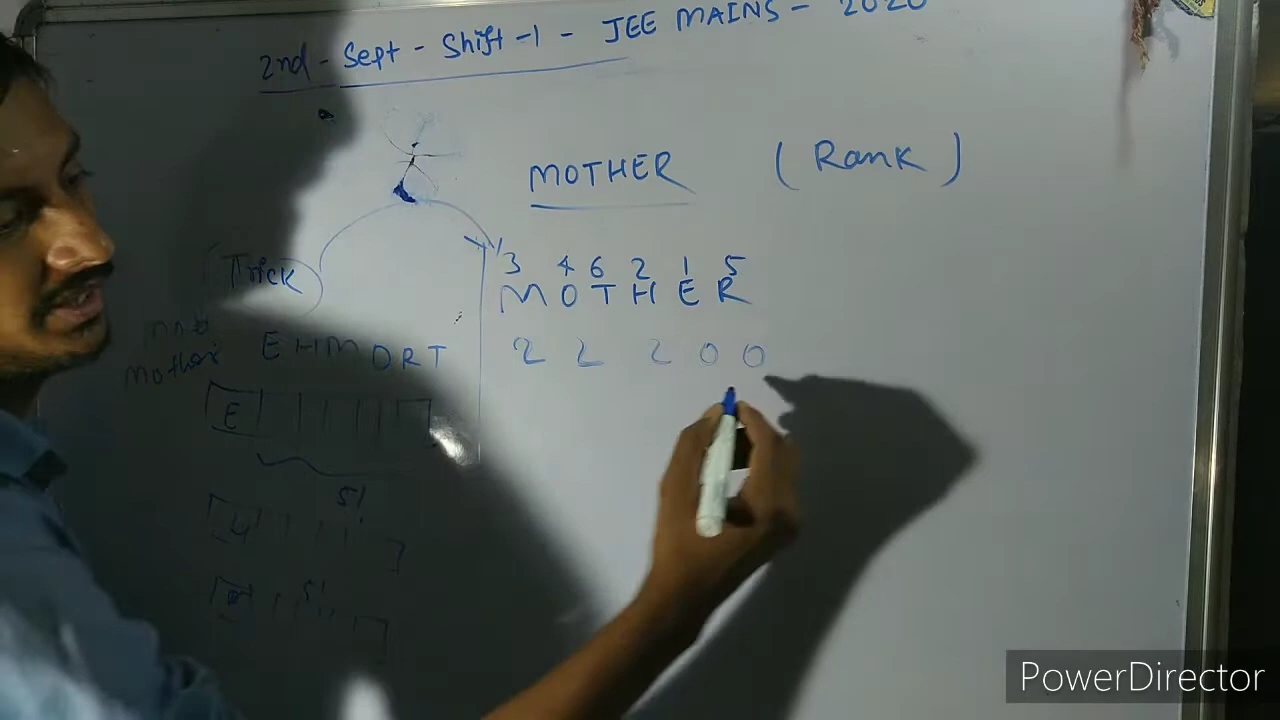 2nd - Sept - Shift -1 - JEE MAINS - 2020
MOTHER (Rank)
Trick
3 4 6 2 1 5
M O T H E R
Mother
E H M O R T
2 2 2 0 0
E
5!
H
5!
PowerDirector